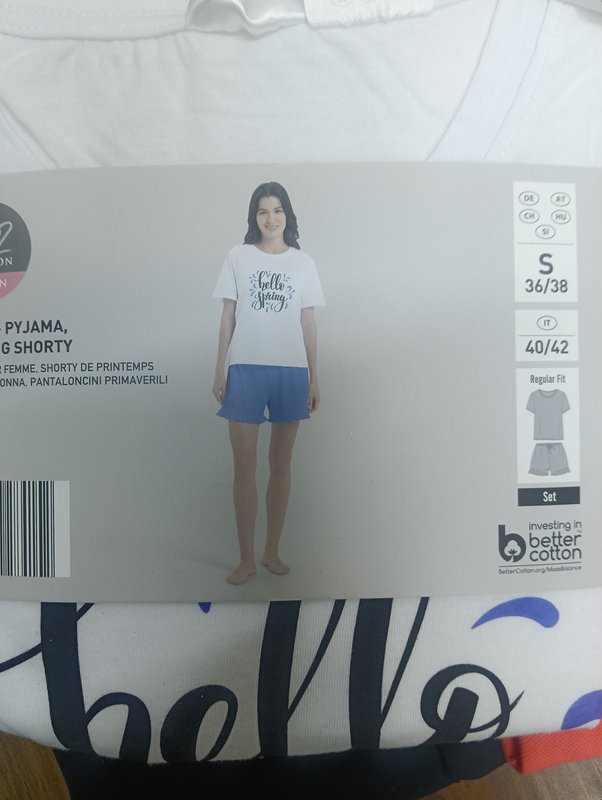 DE AT
CH HU
SI
S
36/38
IT
40/42
Regular Fit
Set
investing in
better
cotton
BetterCotton.org/MassBalance
PYJAMA,
G SHORTY
FEMME, SHORTY DE PRINTEMPS
ONNA, PANTALONCINI PRIMAVERILI
hello
spring
hello